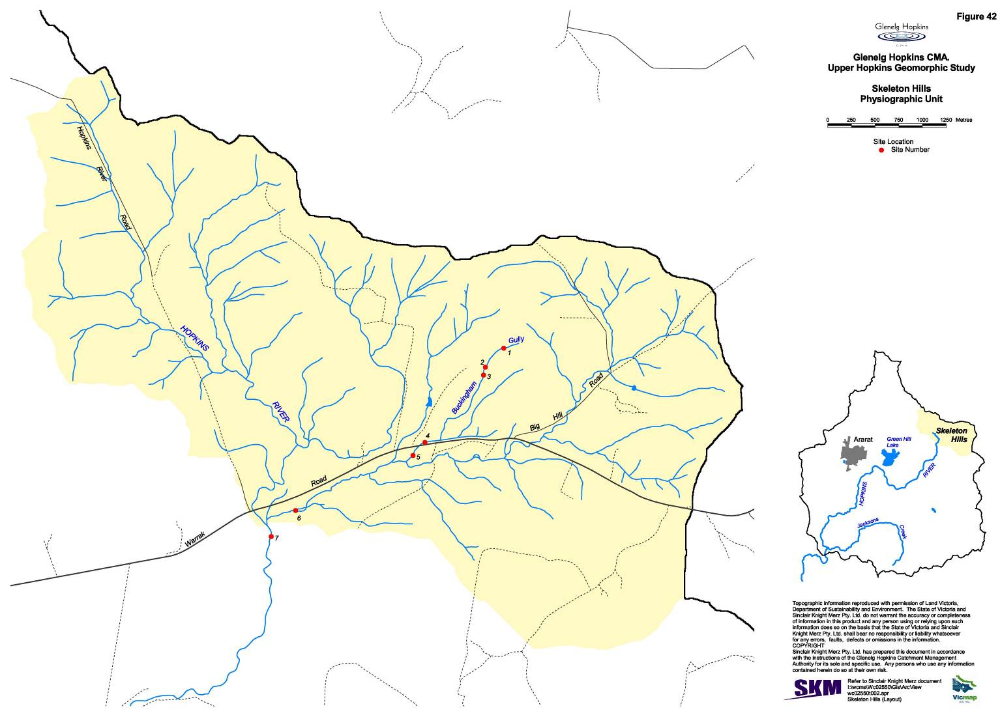 Figure 42
Glenelg Hopkins
CMA
Glenelg Hopkins CMA.
Upper Hopkins Geomorphic Study
Skeleton Hills
Physiographic Unit
0 250 500 750 1000 1250 Metres
Site Location
Site Number
Hopkins
River
Road
HOPKINS
RIVER
Gully
1
2
3
Buckingham
Road
Hill
Big
4
5
Road
6
Warrak
7
Skeleton
Hills
Ararat
Green Hill
Lake
RIVER
HOPKINS
Jacksons
Creek
Topographic information reproduced with permission of Land Victoria,
Department of Sustainability and Environment. The State of Victoria and
Sinclair Knight Merz Pty. Ltd. do not warrant the accuracy or completeness
of information in this product and any person using or relying upon such
information does so on the basis that the State of Victoria and Sinclair
Knight Merz Pty. Ltd. shall bear no responsibility or liability whatsoever
for any errors, faults, defects or omissions in the information.
COPYRIGHT
Sinclair Knight Merz Pty. Ltd. has prepared this document in accordance
with the instructions of the Glenelg Hopkins Catchment Management
Authority for its sole and specific use. Any persons who use any information
contained herein do so at their own risk.
SKM
Refer to Sinclair Knight Merz document
I:\wcms\Wc02550\Gis\ArcView
wc02550\002.apr
Skeleton Hills (Layout)
Vicmap
DIGITAL